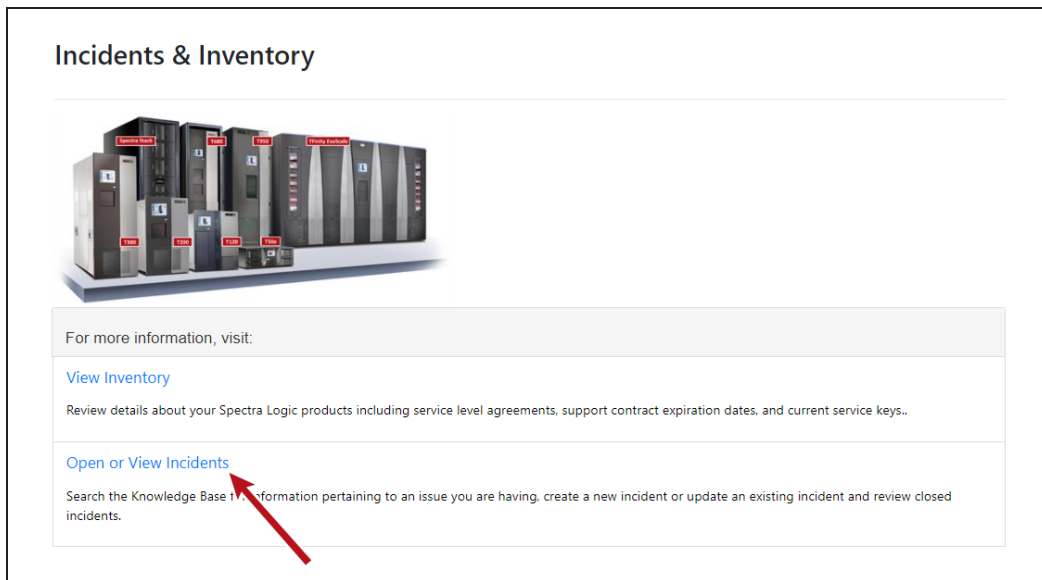 Incidents & Inventory
Spectra Stack
T680
T950
TFinity ExaScale
T380
T200
T120
T50e
For more information, visit:
View Inventory
Review details about your Spectra Logic products including service level agreements, support contract expiration dates, and current service keys..
Open or View Incidents
Search the Knowledge Base information pertaining to an issue you are having, create a new incident or update an existing incident and review closed
incidents.